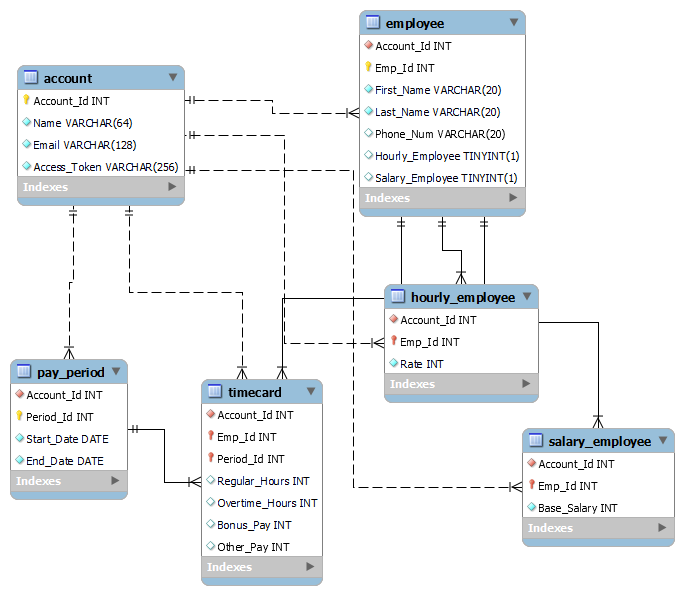 employee
Account_Id INT
Emp_Id INT
First_Name VARCHAR(20)
Last_Name VARCHAR(20)
Phone_Num VARCHAR(20)
Hourly_Employee TINYINT(1)
Salary_Employee TINYINT(1)
Indexes
account
Account_Id INT
Name VARCHAR(64)
Email VARCHAR(128)
Access_Token VARCHAR(256)
Indexes
hourly_employee
Account_Id INT
Emp_Id INT
Rate INT
Indexes
pay_period
Account_Id INT
Period_Id INT
Start_Date DATE
End_Date DATE
Indexes
timecard
Account_Id INT
Emp_Id INT
Period_Id INT
Regular_Hours INT
Overtime_Hours INT
Bonus_Pay INT
Other_Pay INT
Indexes
salary_employee
Account_Id INT
Emp_Id INT
Base_Salary INT
Indexes